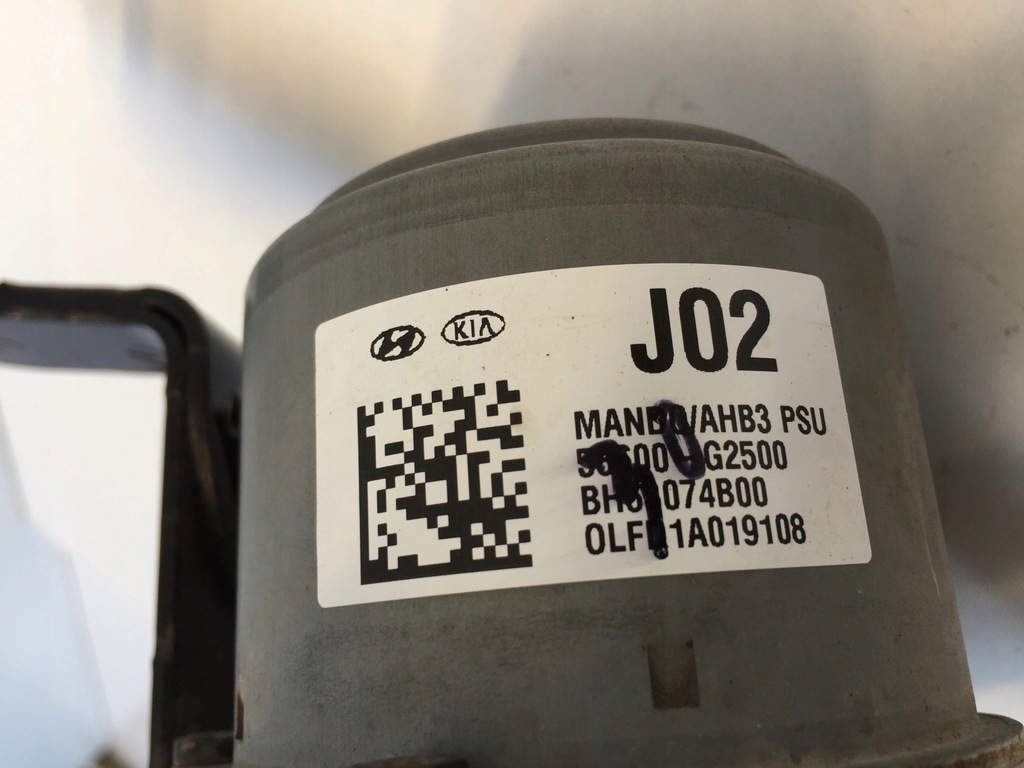 KIA
J02
MANDO/AHB3 PSU
G2500
074B00
1A019108